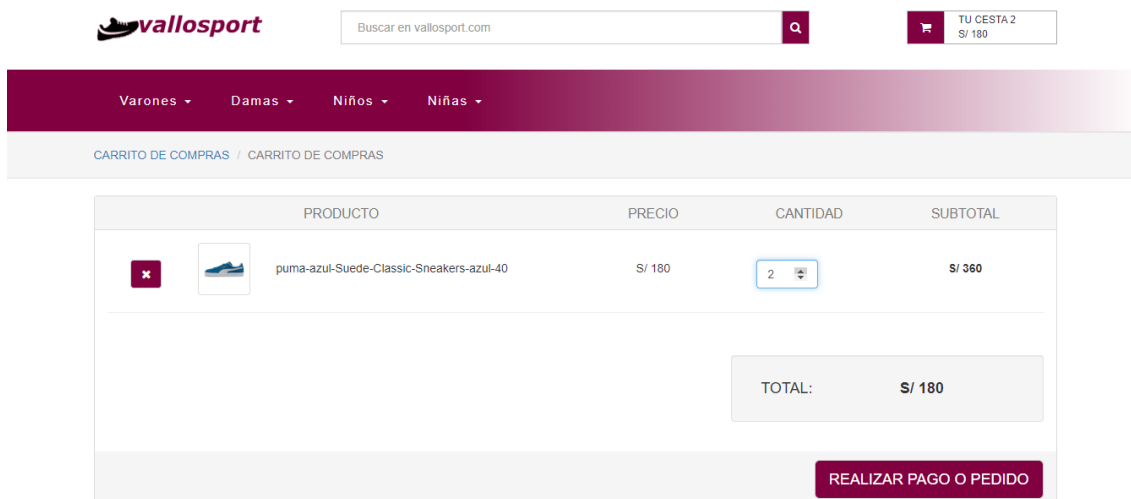 vallosport
Buscar en vallosport.com
TU CESTA 2
S/ 180
Varones Damas Niños Niñas
CARRITO DE COMPRAS / CARRITO DE COMPRAS
PRODUCTO PRECIO CANTIDAD SUBTOTAL
puma-azul-Suede-Classic-Sneakers-azul-40 S/ 180 2 S/ 360
TOTAL: S/ 180
REALIZAR PAGO O PEDIDO